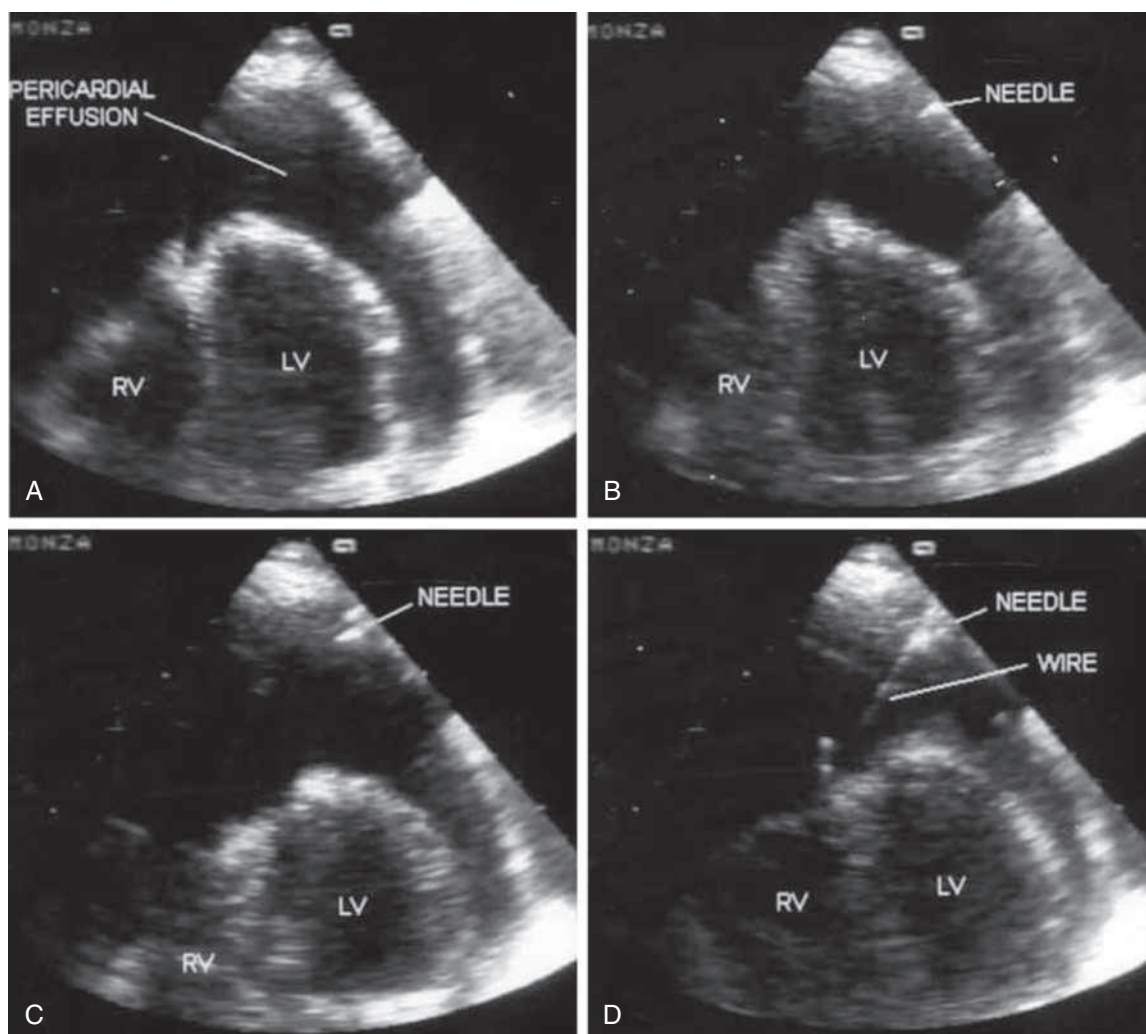 MONZA
PERICARDIAL
EFFUSION
RV
LV
A
MONZA
NEEDLE
RV
LV
B
MONZA
NEEDLE
LV
RV
C
MONZA
NEEDLE
WIRE
RV
LV
D